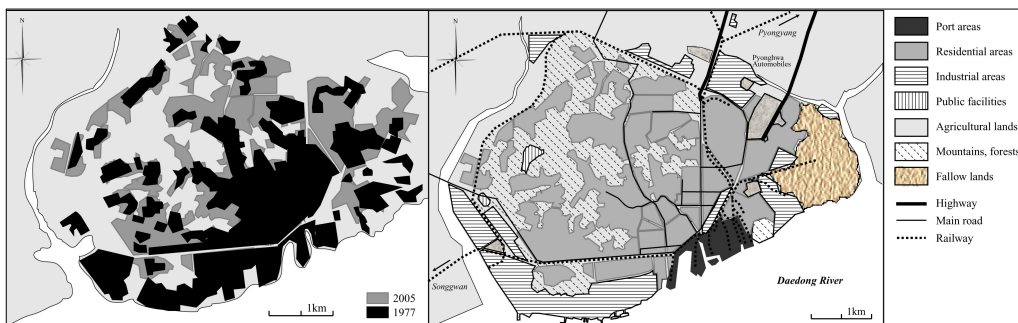 N
2005
1977
1km
N
Pyongyang
Pyonghwa
Automobiles
Songgwan
Daedong River
1km
Port areas
Residential areas
Industrial areas
Public facilities
Agricultural lands
Mountains, forests
Fallow lands
Highway
Main road
Railway